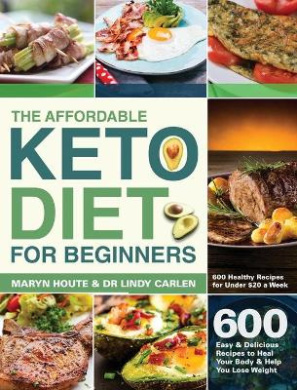 THE AFFORDABLE
KETO
DIET
FOR BEGINNERS
MARYN HOUTE & DR LINDY CARLEN
600 Healthy Recipes
for Under $20 a Week
600
Easy & Delicious
Recipes to Heal
Your Body & Help
You Lose Weight